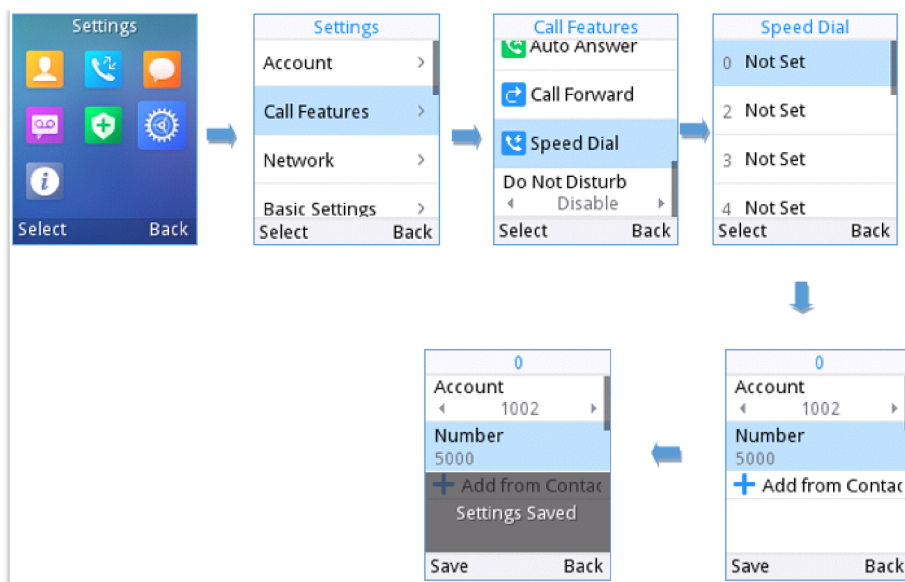 Settings
Select Back
Settings
Account
Call Features
Network
Basic Settings
Select Back
Call Features
Auto Answer
Call Forward
Speed Dial
Do Not Disturb
Disable
Select Back
Speed Dial
0 Not Set
2 Not Set
3 Not Set
4 Not Set
Select Back
0
Account
1002
Number
5000
Add from Contac
Settings Saved
Save Back
0
Account
1002
Number
5000
Add from Contac
Save Back